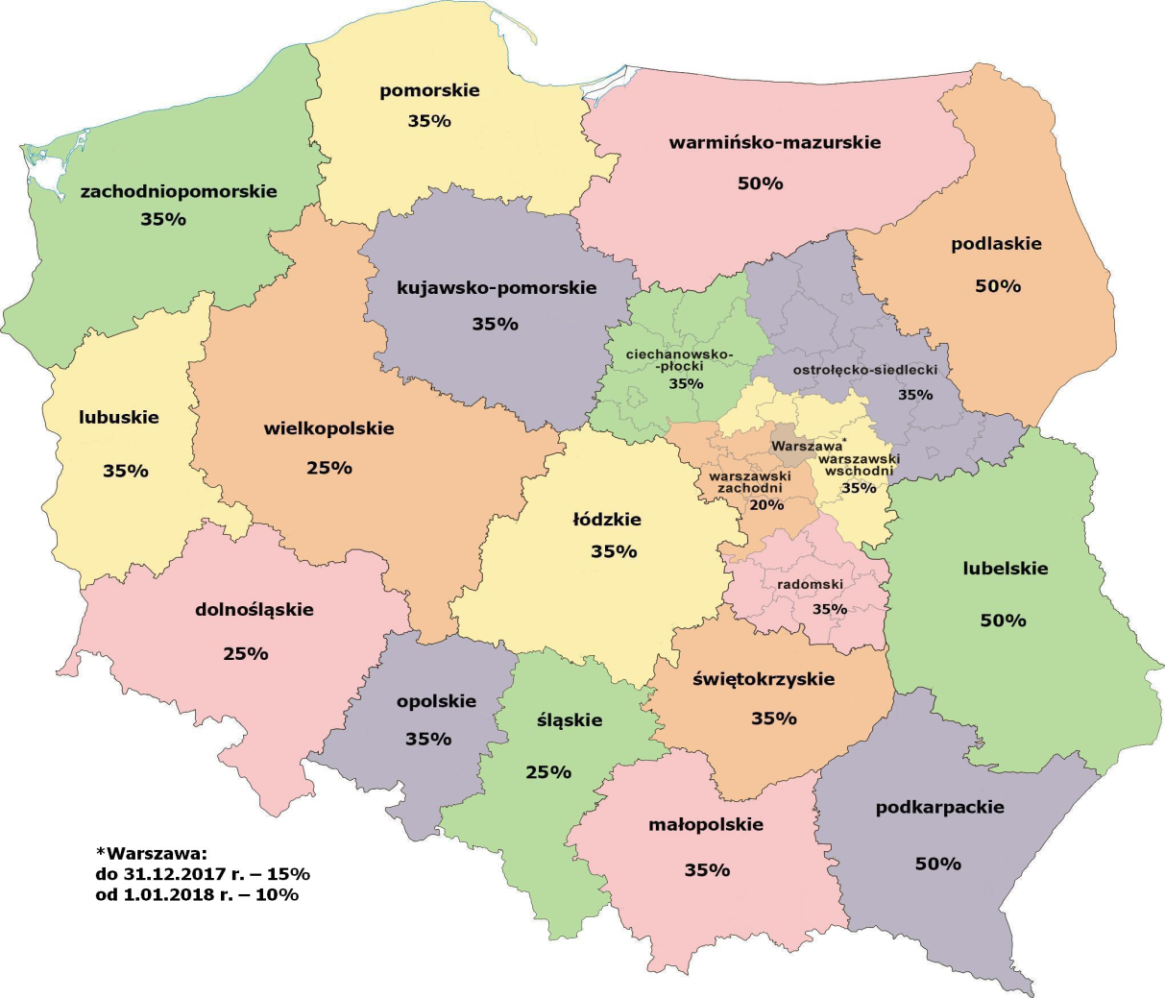 pomorskie
35%
warmińsko-mazurskie
50%
zachodniopomorskie
35%
podlaskie
50%
kujawsko-pomorskie
35%
ciechanowsko-
-płocki
35%
ostrołęcko-siedlecki
35%
lubuskie
35%
wielkopolskie
25%
Warszawa*
warszawski
wschodni
35%
warszawski
zachodni
20%
łódzkie
35%
radomski
35%
lubelskie
50%
dolnośląskie
25%
opolskie
35%
śląskie
25%
świętokrzyskie
35%
małopolskie
35%
podkarpackie
50%
*Warszawa:
do 31.12.2017 r. – 15%
od 1.01.2018 r. – 10%